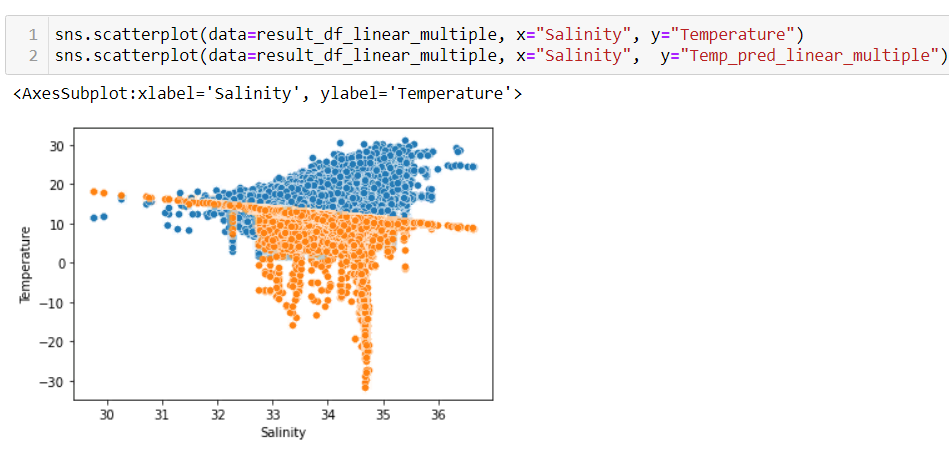 1 sns.scatterplot(data=result_df_linear_multiple, x="Salinity", y="Temperature")
2 sns.scatterplot(data=result_df_linear_multiple, x="Salinity",  y="Temp_pred_linear_multiple")
<AxesSubplot:xlabel='Salinity', ylabel='Temperature'>
30
20
10
0
−10
−20
−30
Temperature
30 31 32 33 34 35 36
Salinity